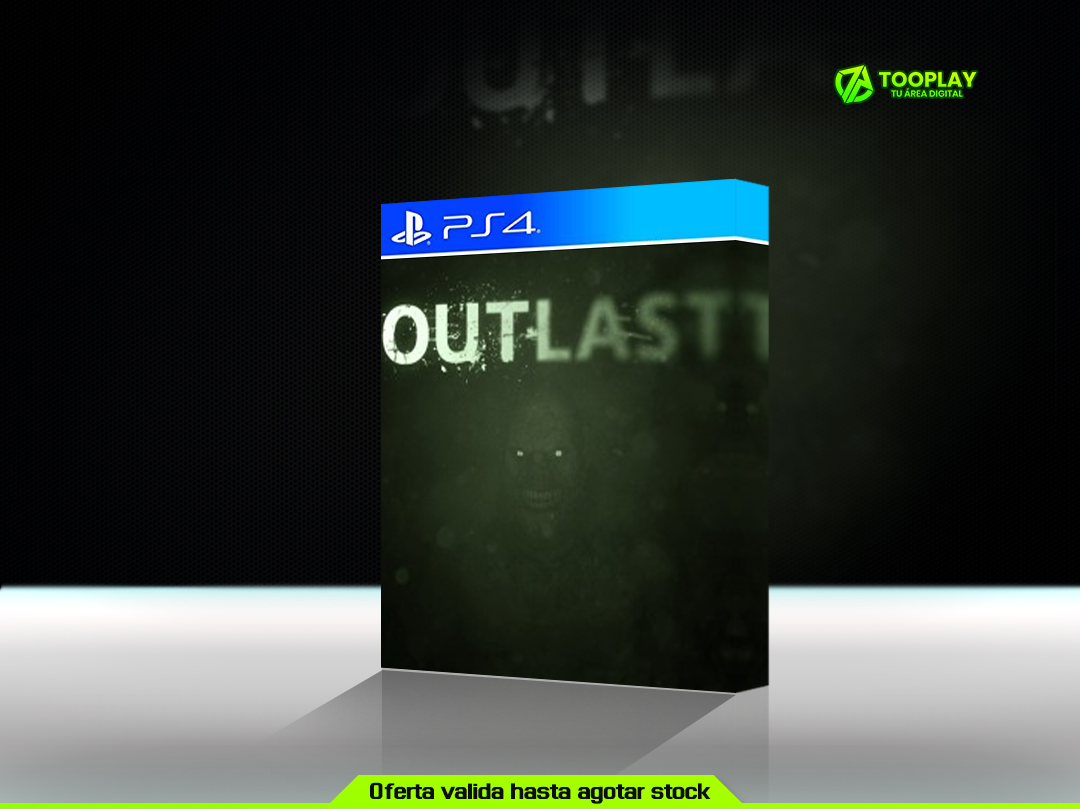 TOOPLAY
TU ÁREA DIGITAL
PS4
OUTLAST
Oferta valida hasta agotar stock